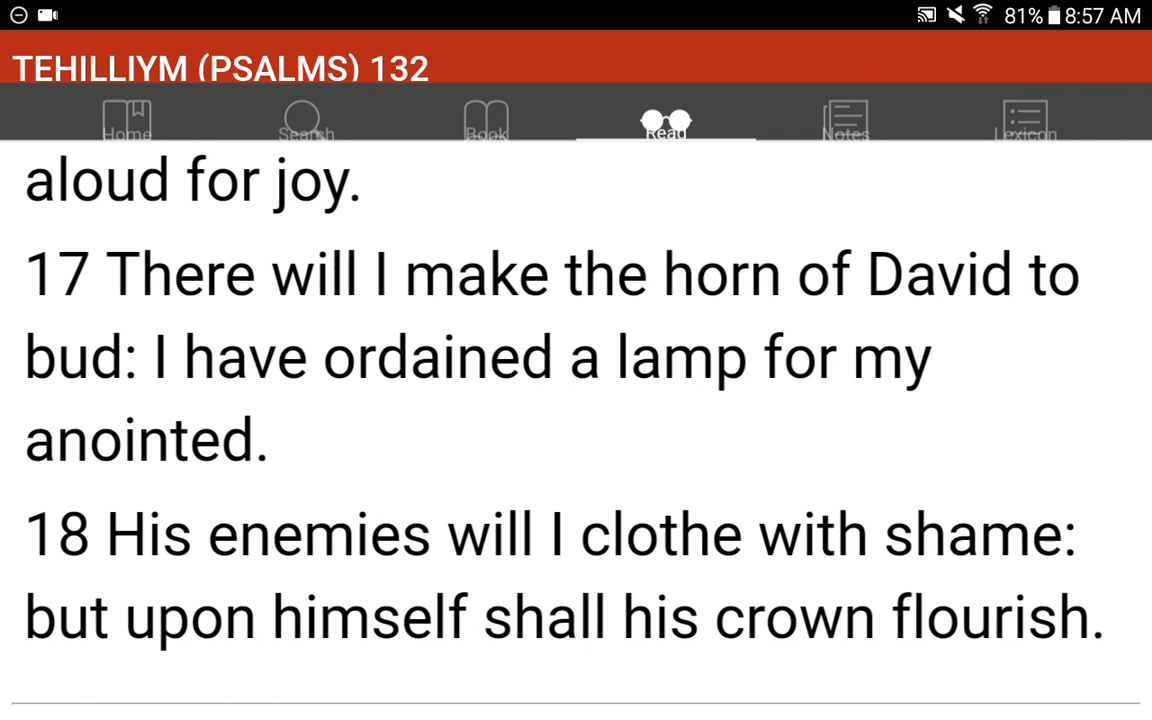 81% 8:57 AM
TEHILLIYM (PSALMS) 132
Home Search Book Read Notes Lexicon
aloud for joy.
17 There will I make the horn of David to
bud: I have ordained a lamp for my
anointed.
18 His enemies will I clothe with shame:
but upon himself shall his crown flourish.